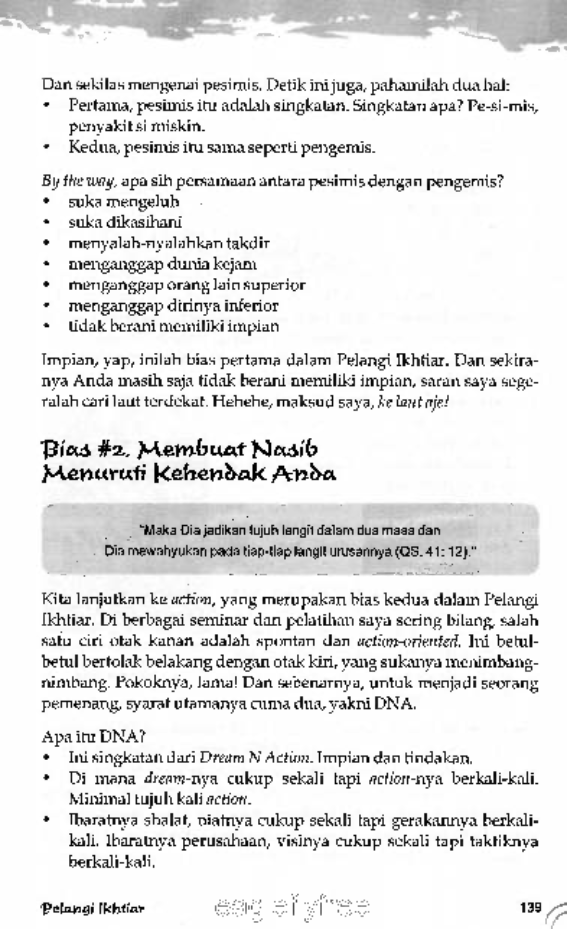 Dan sekilas mengenai pesimis. Detik ini juga, pahamilah dua hal:
• Pertama, pesimis itu adalah singkatan. Singkatan apa? Pe-si-mis,
penyakit si miskin.
• Kedua, pesimis itu sama seperti pengemis.
By the way, apa sih persamaan antara pesimis dengan pengemis?
• suka mengeluh
• suka dikasihani
• menyalah-nyalahkan takdir
• menganggap dunia kejam
• menganggap orang lain superior
• menganggap dirinya inferior
• tidak berani memiliki impian
Impian, yap, inilah bias pertama dalam Pelangi Ikhtiar. Dan sekira-
nya Anda masih saja tidak berani memiliki impian, saran saya sege-
ralah cari laut terdekat. Hehehe, maksud saya, ke laut aje!
Bias #2. Membuat Nasib
Menuruti Kehendak Anda
"Maka Dia jadikan tujuh langit dalam dua masa dan
Dia mewahyukan pada tiap-tiap langit urusannya (QS. 41: 12)."
Kita lanjutkan ke action, yang merupakan bias kedua dalam Pelangi
Ikhtiar. Di berbagai seminar dan pelatihan saya sering bilang, salah
satu ciri otak kanan adalah spontan dan action-oriented. Ini betul-
betul bertolak belakang dengan otak kiri, yang sukanya menimbang-
nimbang. Pokoknya, lama! Dan sebenarnya, untuk menjadi seorang
pemenang, syarat utamanya cuma dua, yakni DNA.
Apa itu DNA?
• Ini singkatan dari Dream N Action. Impian dan tindakan.
• Di mana dream-nya cukup sekali tapi action-nya berkali-kali.
Minimal tujuh kali action.
• Ibaratnya shalat, niatnya cukup sekali tapi gerakannya berkali-
kali. Ibaratnya perusahaan, visinya cukup sekali tapi taktiknya
berkali-kali.
Pelangi Ikhtiar
139